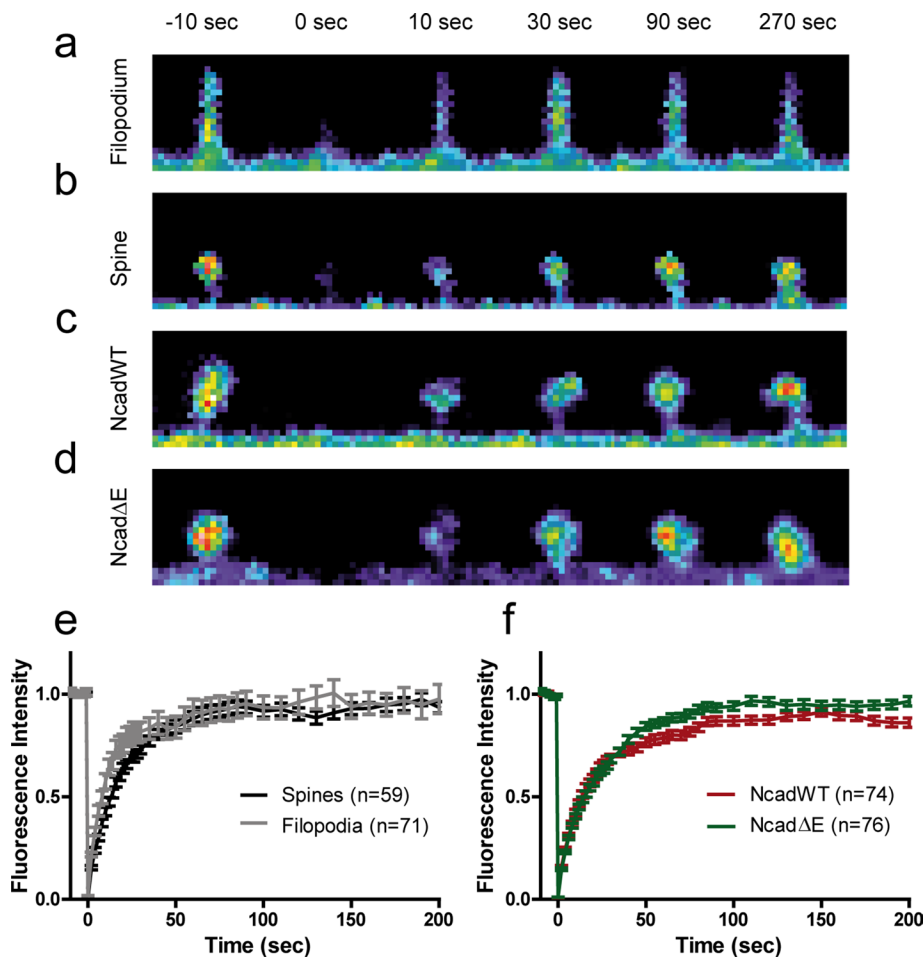 -10 sec 0 sec 10 sec 30 sec 90 sec 270 sec
a
Filopodium
b
Spine
c
NcadWT
d
NcadΔE
e
Fluorescence Intensity
1.0
0.5
0.0
Spines (n=59)
Filopodia (n=71)
0 50 100 150 200
Time (sec)
f
Fluorescence Intensity
1.0
0.5
0.0
NcadWT (n=74)
NcadΔE (n=76)
0 50 100 150 200
Time (sec)